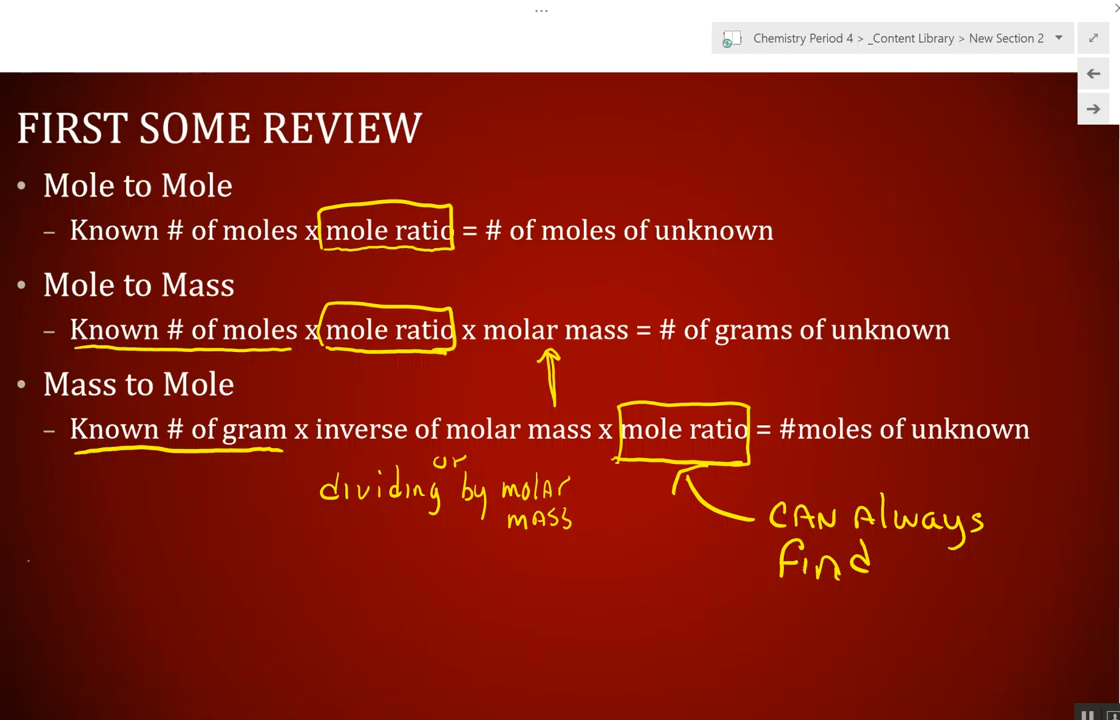 ...
Chemistry Period 4 > _Content Library > New Section 2
FIRST SOME REVIEW
• Mole to Mole
– Known # of moles x mole ratio = # of moles of unknown
• Mole to Mass
– Known # of moles x mole ratio x molar mass = # of grams of unknown
• Mass to Mole
– Known # of gram x inverse of molar mass x mole ratio = #moles of unknown
or
dividing by molAr
mASS
CAN Always
find